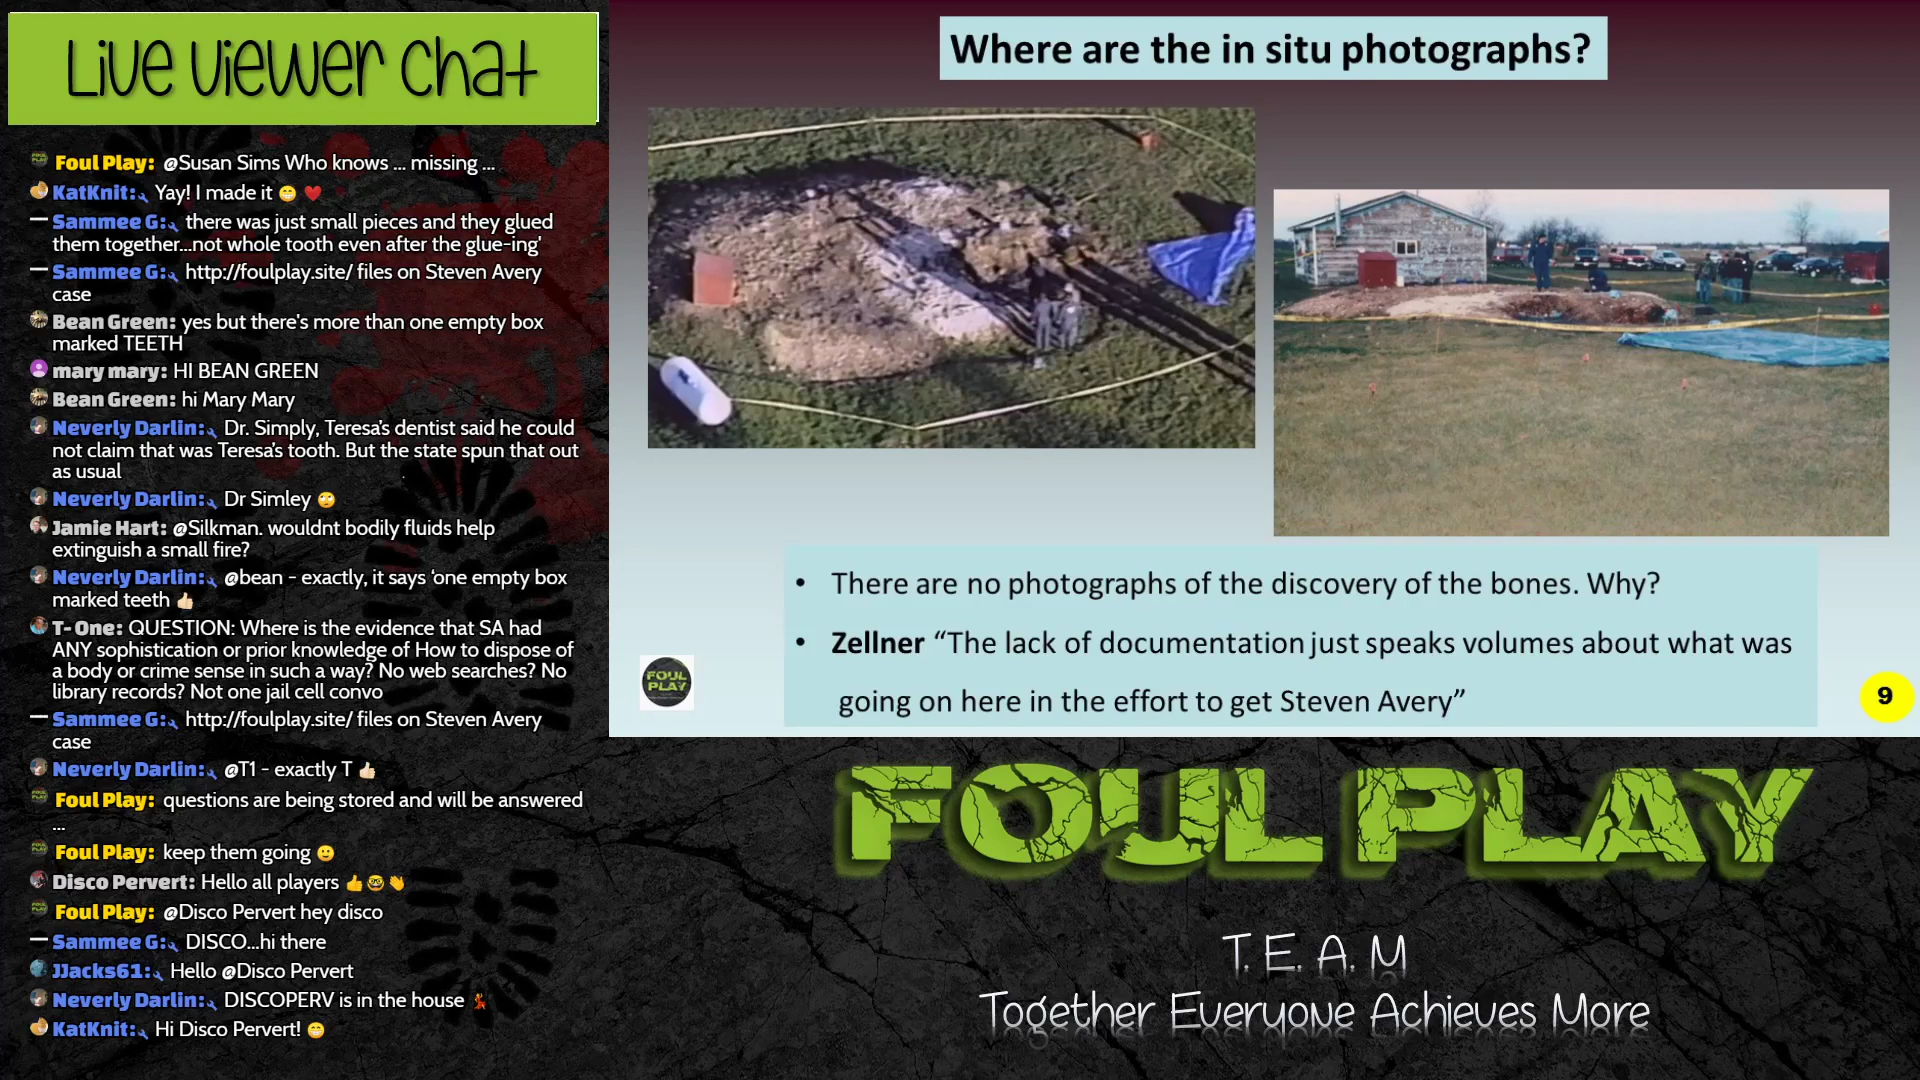 Live viewer chat
Foul Play: @Susan Sims Who knows ... missing ...
KatKnit: Yay! I made it 😁 ❤️
Sammee G: there was just small pieces and they glued
them together...not whole tooth even after the glue-ing'
Sammee G: http://foulplay.site/ files on Steven Avery
case
Bean Green: yes but there's more than one empty box
marked TEETH
mary mary: HI BEAN GREEN
Bean Green: hi Mary Mary
Neverly Darlin: Dr. Simply, Teresa's dentist said he could
not claim that was Teresa's tooth. But the state spun that out
as usual
Neverly Darlin: Dr Simley 🙄
Jamie Hart: @Silkman. wouldnt bodily fluids help
extinguish a small fire?
Neverly Darlin: @bean - exactly, it says 'one empty box
marked teeth 👍🏻
T- One: QUESTION: Where is the evidence that SA had
ANY sophistication or prior knowledge of How to dispose of
a body or crime sense in such a way? No web searches? No
library records? Not one jail cell convo
Sammee G: http://foulplay.site/ files on Steven Avery
case
Neverly Darlin: @T1 - exactly T 👍🏻
Foul Play: questions are being stored and will be answered
...
Foul Play: keep them going 🙂
Disco Pervert: Hello all players 👍🤓👋
Foul Play: @Disco Pervert hey disco
Sammee G: DISCO...hi there
JJacks61: Hello @Disco Pervert
Neverly Darlin: DISCOPERV is in the house 💃
KatKnit: Hi Disco Pervert! 😁
Where are the in situ photographs?
• There are no photographs of the discovery of the bones. Why?
• Zellner “The lack of documentation just speaks volumes about what was
going on here in the effort to get Steven Avery”
FOUL
PLAY
9
FOUL PLAY
T. E. A. M
Together Everyone Achieves More